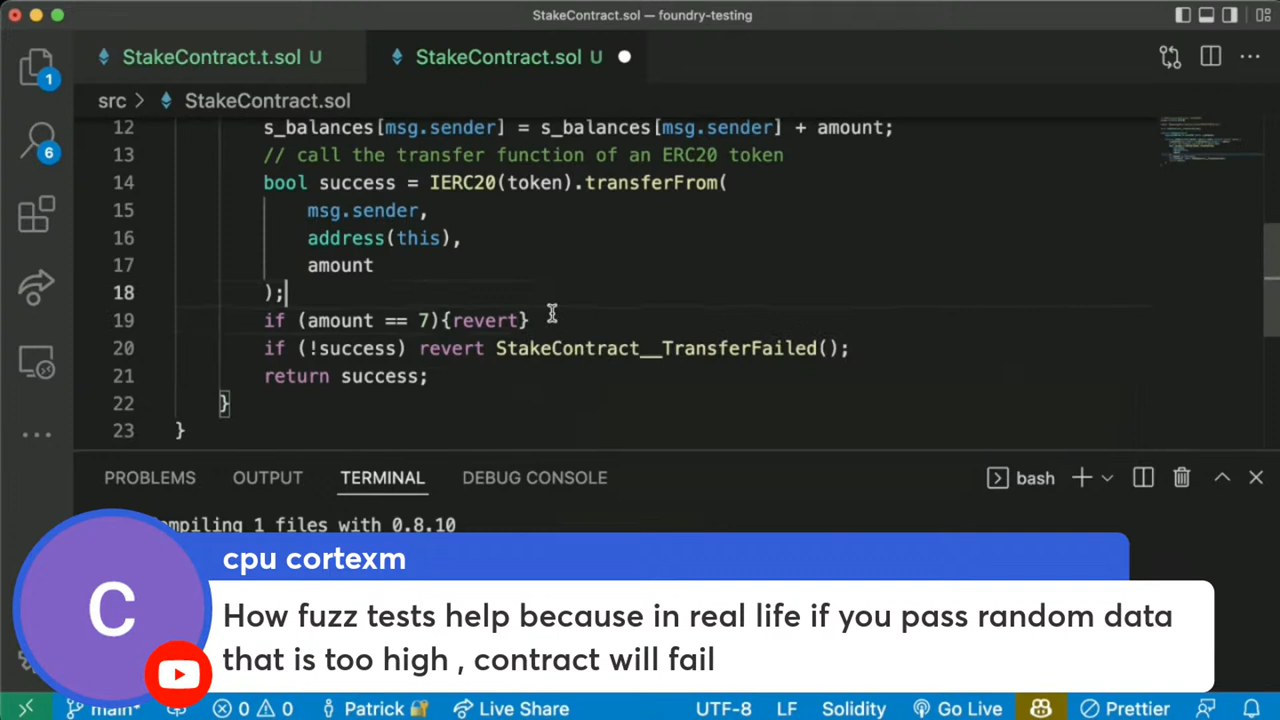 StakeContract.sol — foundry-testing
StakeContract.t.sol U
StakeContract.sol U
src > StakeContract.sol
12 s_balances[msg.sender] = s_balances[msg.sender] + amount;
13 // call the transfer function of an ERC20 token
14 bool success = IERC20(token).transferFrom(
15 msg.sender,
16 address(this),
17 amount
18 );
19 if (amount == 7){revert}
20 if (!success) revert StakeContract__TransferFailed();
21 return success;
22 }
23 }
1
6
PROBLEMS OUTPUT TERMINAL DEBUG CONSOLE bash
ompiling 1 files with 0.8.10
C
cpu cortexm
How fuzz tests help because in real life if you pass random data
that is too high , contract will fail
main* 0 0 Patrick Live Share UTF-8 LF Solidity Go Live Prettier